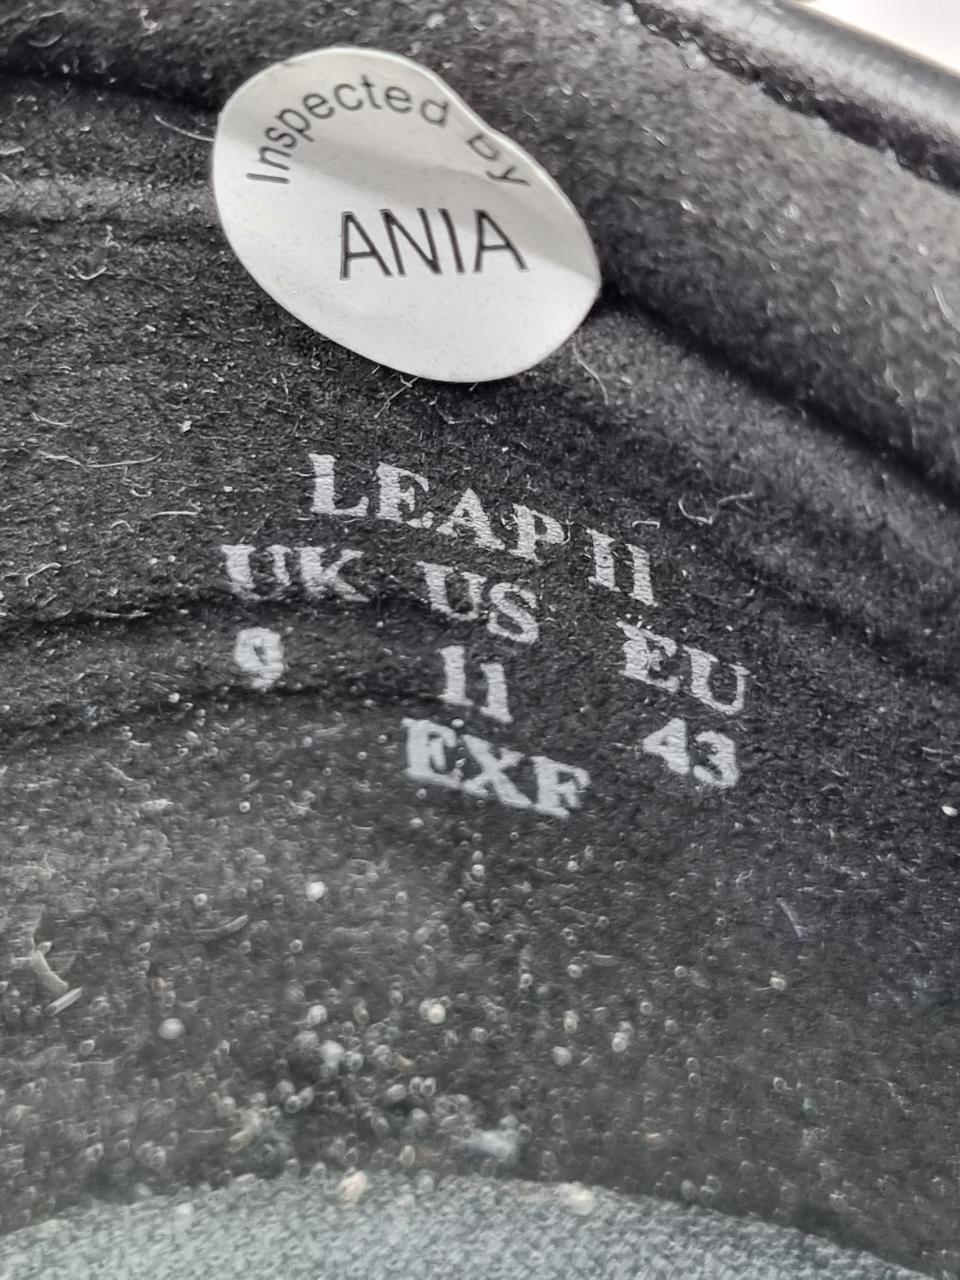 Inspected by
ANIA
LEAP II
UK US EU
9 11 43
EXF